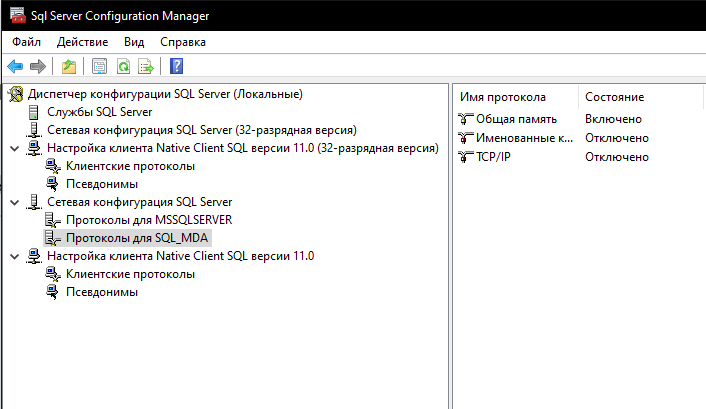 Sql Server Configuration Manager
Файл Действие Вид Справка
Диспетчер конфигурации SQL Server (Локальные)
Службы SQL Server
Сетевая конфигурация SQL Server (32-разрядная версия)
Настройка клиента Native Client SQL версии 11.0 (32-разрядная версия)
Клиентские протоколы
Псевдонимы
Сетевая конфигурация SQL Server
Протоколы для MSSQLSERVER
Протоколы для SQL_MDA
Настройка клиента Native Client SQL версии 11.0
Клиентские протоколы
Псевдонимы
Имя протокола Состояние
Общая память Включено
Именованные к... Отключено
TCP/IP Отключено